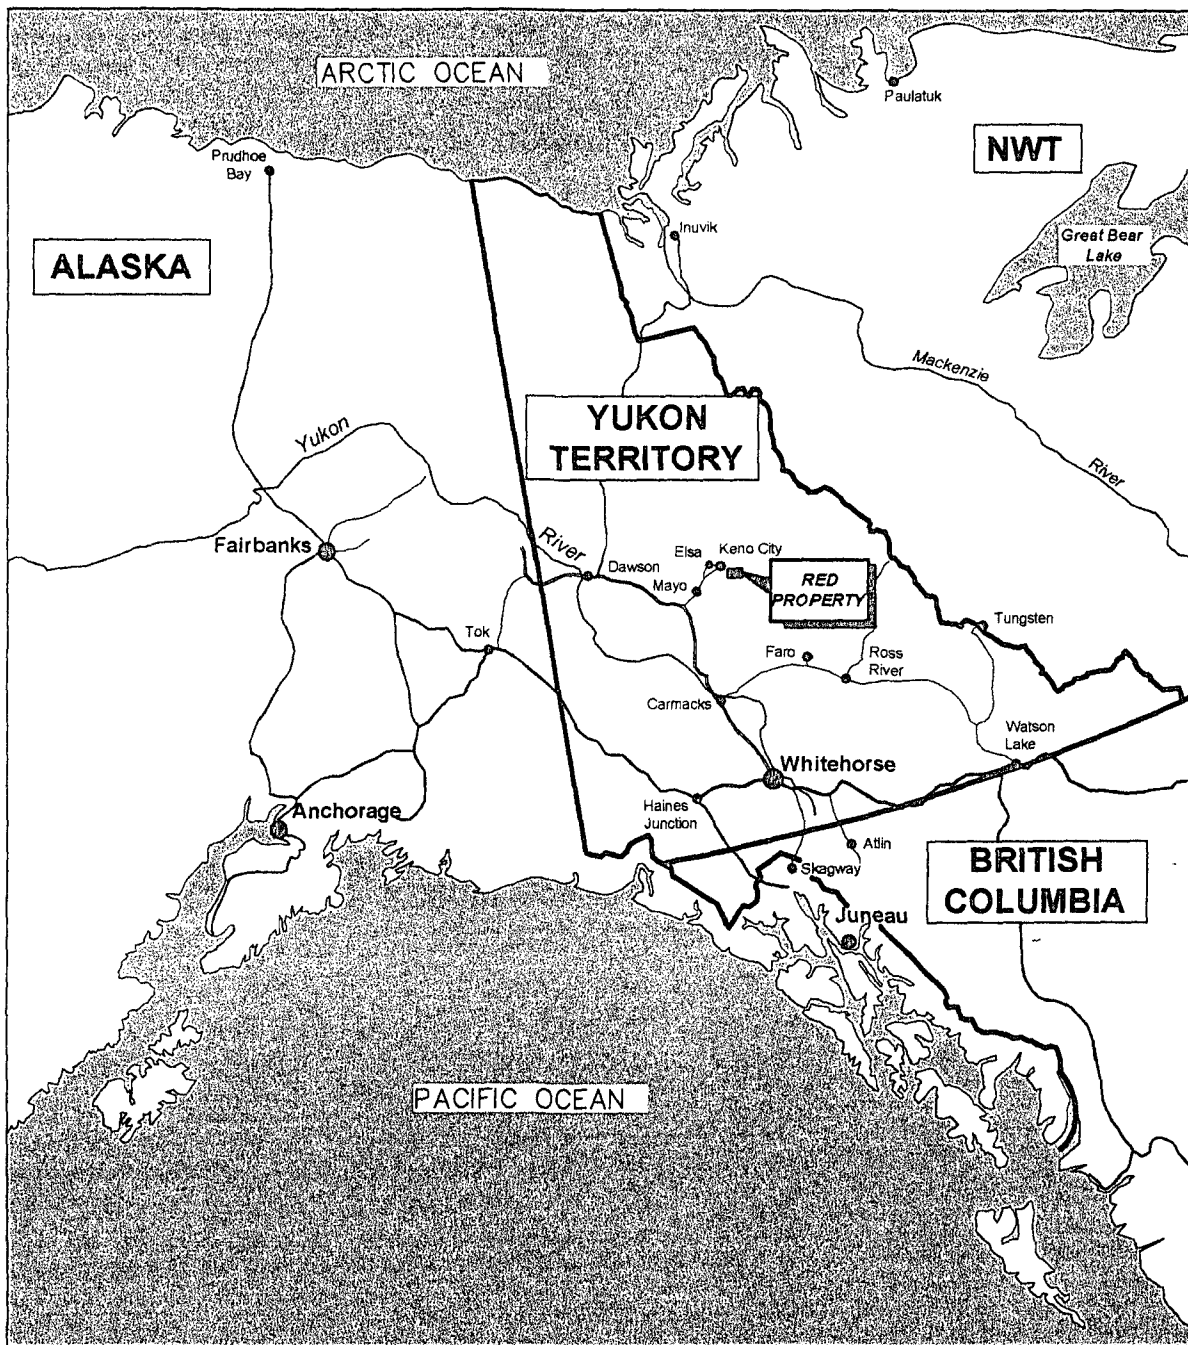 ARCTIC OCEAN
Paulatuk
NWT
Prudhoe
Bay
Inuvik
Great Bear
Lake
ALASKA
Mackenzie
River
YUKON
TERRITORY
Yukon
River
Fairbanks
Elsa
Keno City
Dawson
Mayo
RED
PROPERTY
Tungsten
Tok
Faro
Ross
River
Carmacks
Watson
Lake
Whitehorse
Haines
Junction
Anchorage
Atlin
Skagway
BRITISH
COLUMBIA
Juneau
PACIFIC OCEAN